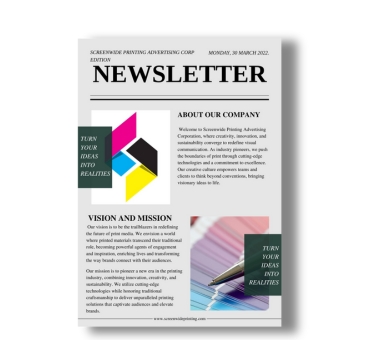 SCREENWIDE PRINTING ADVERTISING CORP
EDITION
MONDAY, 30 MARCH 2022.
NEWSLETTER
ABOUT OUR COMPANY
Welcome to Screenwide Printing Advertising
Corporation, where creativity, innovation, and
sustainability converge to redefine visual
communication. As industry pioneers, we push
the boundaries of print through cutting-edge
technologies and a commitment to excellence.
Our creative culture empowers teams and
clients to think beyond conventions, bringing
visionary ideas to life.
TURN
YOUR
IDEAS
INTO
REALITIES
VISION AND MISSION
Our vision is to be the trailblazers in redefining
the future of print media. We envision a world
where printed materials transcend their traditional
role, becoming powerful agents of engagement
and inspiration, enriching lives and transforming
the way brands connect with their audiences.
Our mission is to pioneer a new era in the printing
industry, combining innovation, creativity, and
sustainability. We utilize cutting-edge
technologies while honoring traditional
craftsmanship to deliver unparalleled printing
solutions that captivate audiences and elevate
brands.
TURN
YOUR
IDEAS
INTO
REALITIES
www.screenwideprinting.com